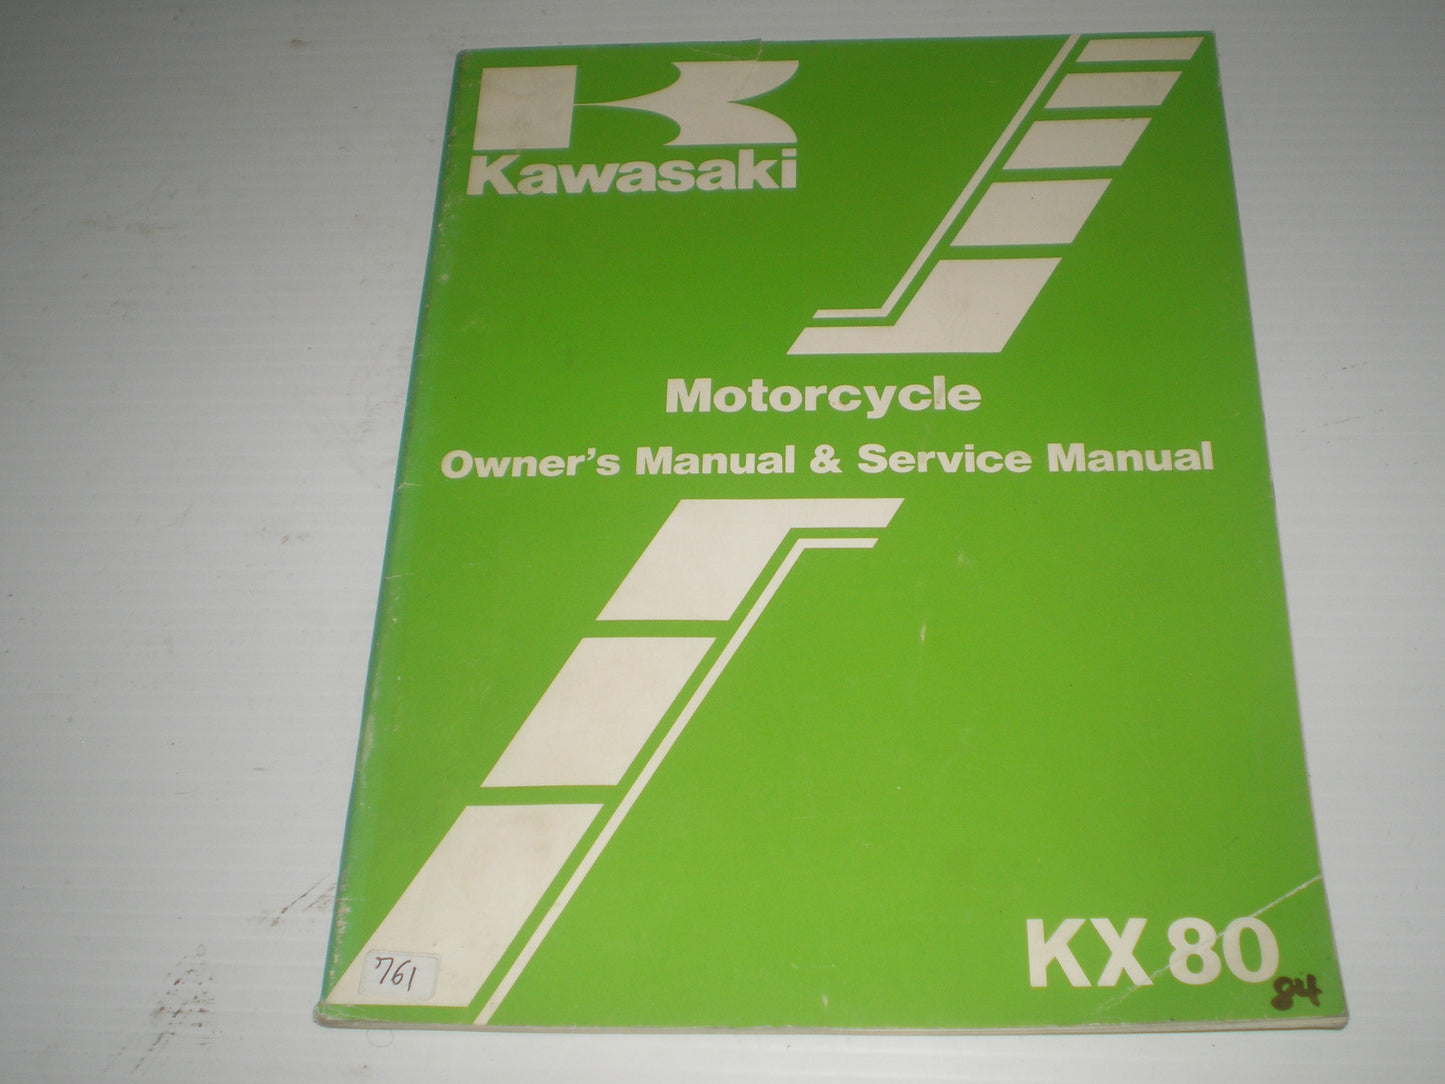 Kawasaki
Motorcycle
Owner's Manual & Service Manual
KX 80
84
761